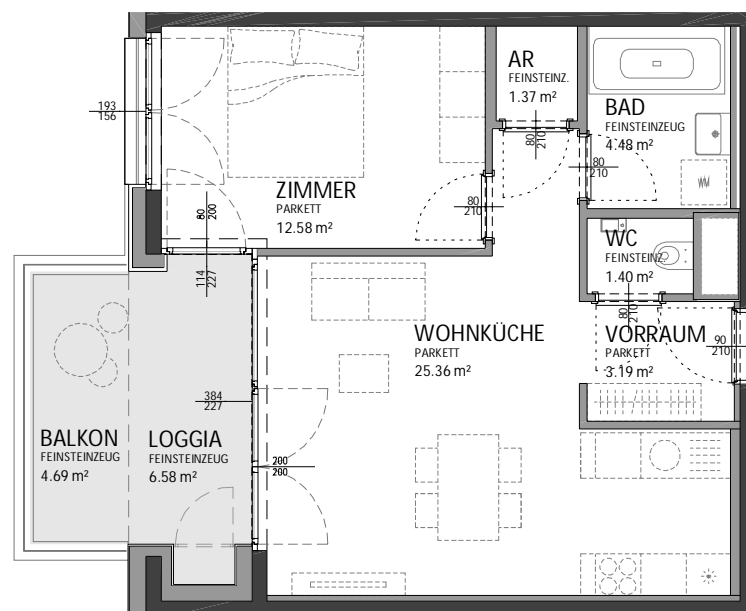 AR
FEINSTEINZ.
1.37 m²
BAD
FEINSTEINZEUG
4.48 m²
193
156
80
210
80
210
ZIMMER
PARKETT
12.58 m²
80
210
80
200
WC
FEINSTEINZ.
1.40 m²
114
227
80
210
WOHNKÜCHE
PARKETT
25.36 m²
VORRAUM
PARKETT
3.19 m²
90
210
384
227
BALKON
FEINSTEINZEUG
4.69 m²
LOGGIA
FEINSTEINZEUG
6.58 m²
200
200